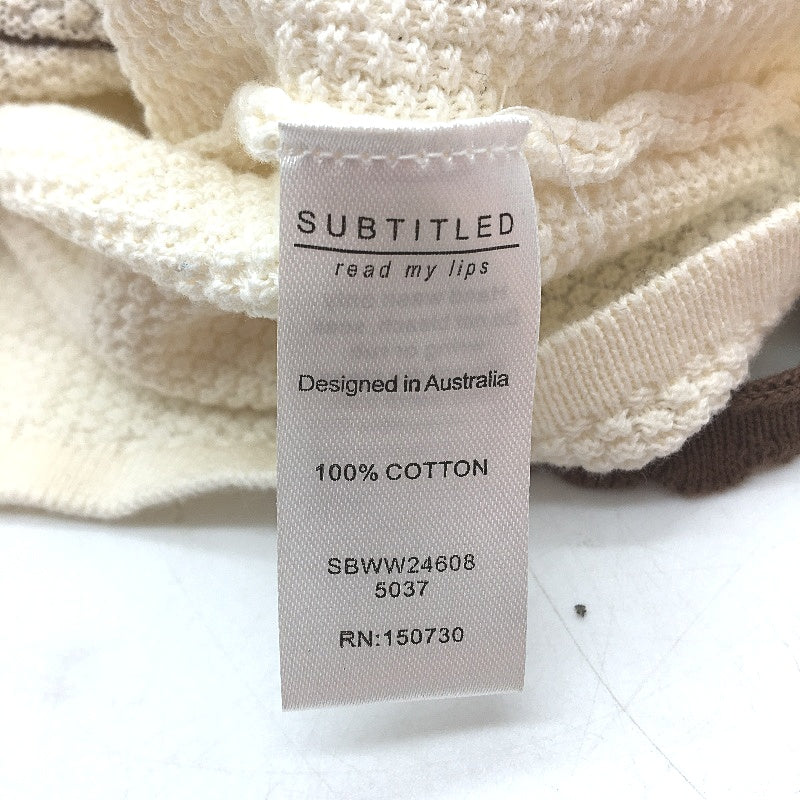 SUBTITLED
read my lips
Designed in Australia
100% COTTON
SBWW24608
5037
RN:150730